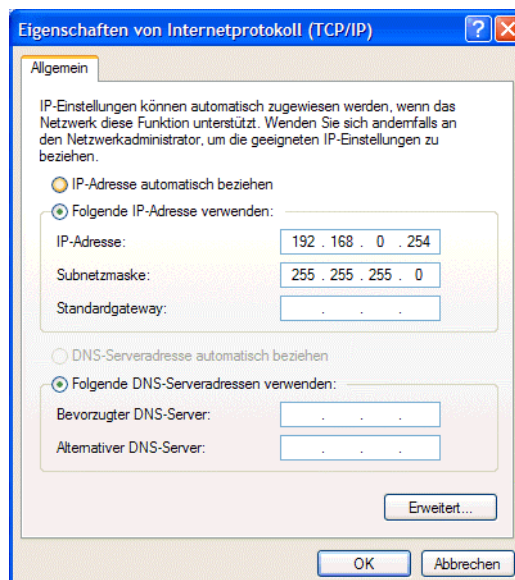 Eigenschaften von Internetprotokoll (TCP/IP)
Allgemein
IP-Einstellungen können automatisch zugewiesen werden, wenn das
Netzwerk diese Funktion unterstützt. Wenden Sie sich andernfalls an
den Netzwerkadministrator, um die geeigneten IP-Einstellungen zu
beziehen.
IP-Adresse automatisch beziehen
Folgende IP-Adresse verwenden:
IP-Adresse: 192 . 168 . 0 . 254
Subnetzmaske: 255 . 255 . 255 . 0
Standardgateway: . . .
DNS-Serveradresse automatisch beziehen
Folgende DNS-Serveradressen verwenden:
Bevorzugter DNS-Server: . . .
Alternativer DNS-Server: . . .
Erweitert...
OK Abbrechen